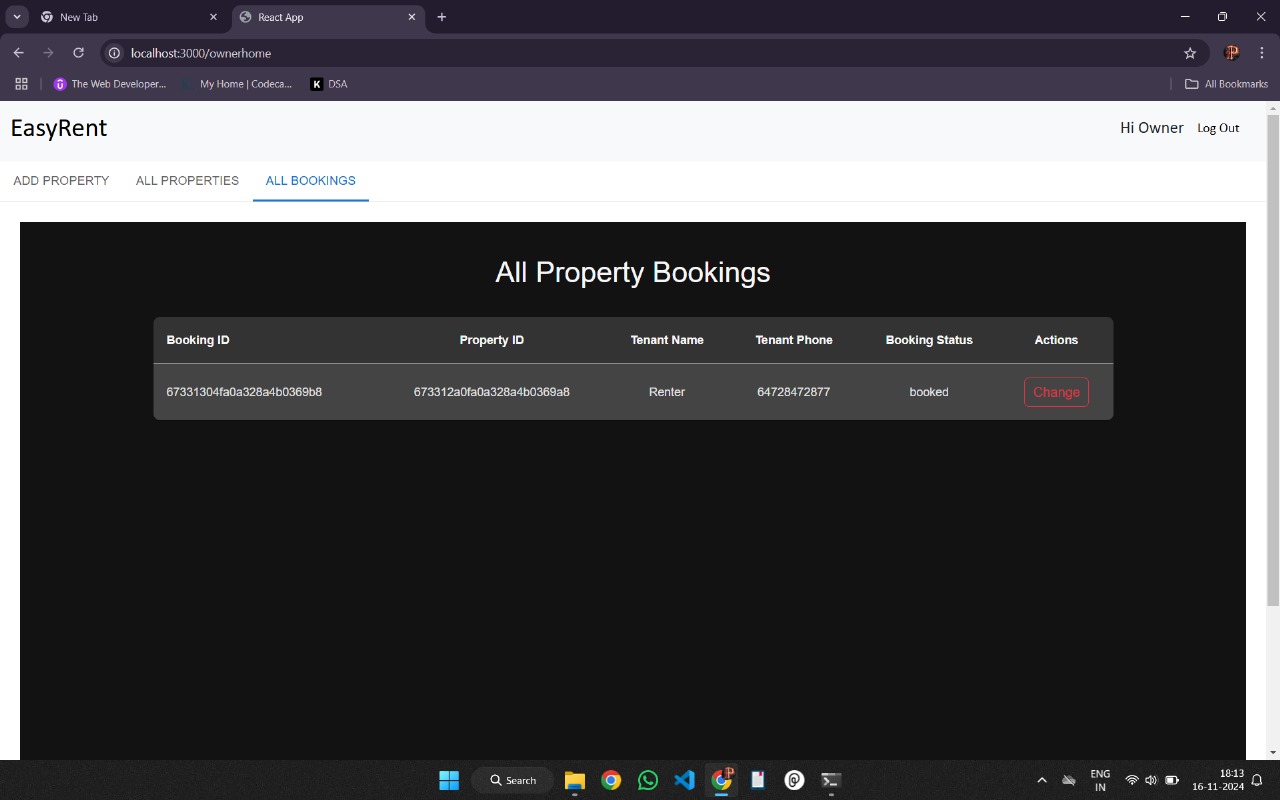 New Tab
React App
localhost:3000/ownerhome
The Web Developer...
My Home | Codeca...
K DSA
All Bookmarks
EasyRent
Hi Owner Log Out
ADD PROPERTY ALL PROPERTIES ALL BOOKINGS
All Property Bookings
Booking ID Property ID Tenant Name Tenant Phone Booking Status Actions
67331304fa0a328a4b0369b8 673312a0fa0a328a4b0369a8 Renter 64728472877 booked Change
Search
ENG
IN
18:13
16-11-2024